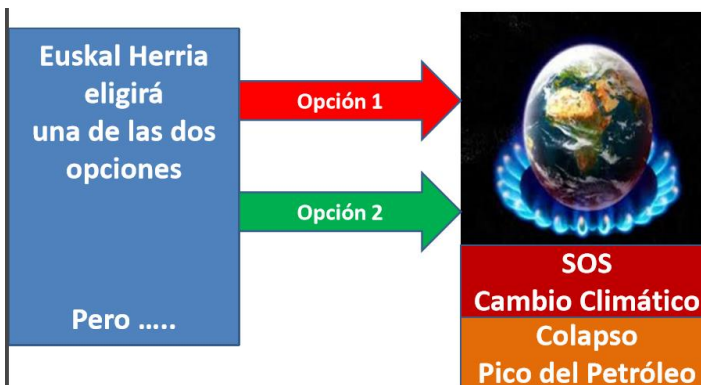 Euskal Herria
eligirá
una de las dos
opciones
Pero .....
Opción 1
Opción 2
SOS
Cambio Climático
Colapso
Pico del Petróleo